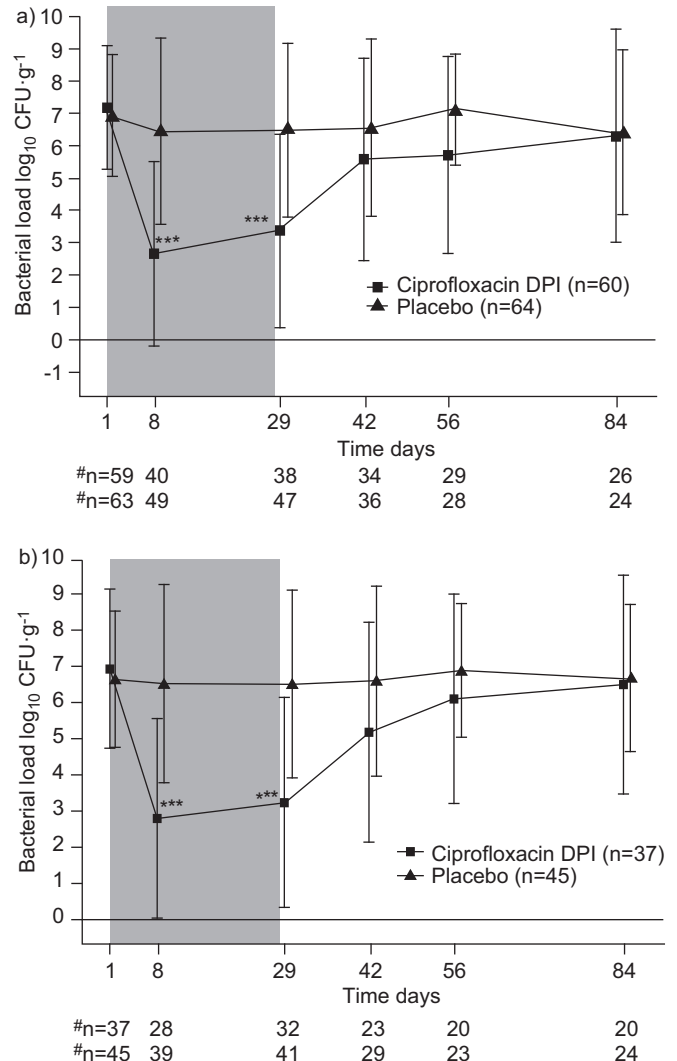 a)
10
9
8
7
6
5
4
3
2
1
0
-1
Bacterial load log10 CFU·g-1
***
***
Ciprofloxacin DPI (n=60)
Placebo (n=64)
1 8 29 42 56 84
Time days
#n=59 40 38 34 29 26
#n=63 49 47 36 28 24
b)
10
9
8
7
6
5
4
3
2
1
0
Bacterial load log10 CFU·g-1
***
***
Ciprofloxacin DPI (n=37)
Placebo (n=45)
1 8 29 42 56 84
Time days
#n=37 28 32 23 20 20
#n=45 39 41 29 23 24